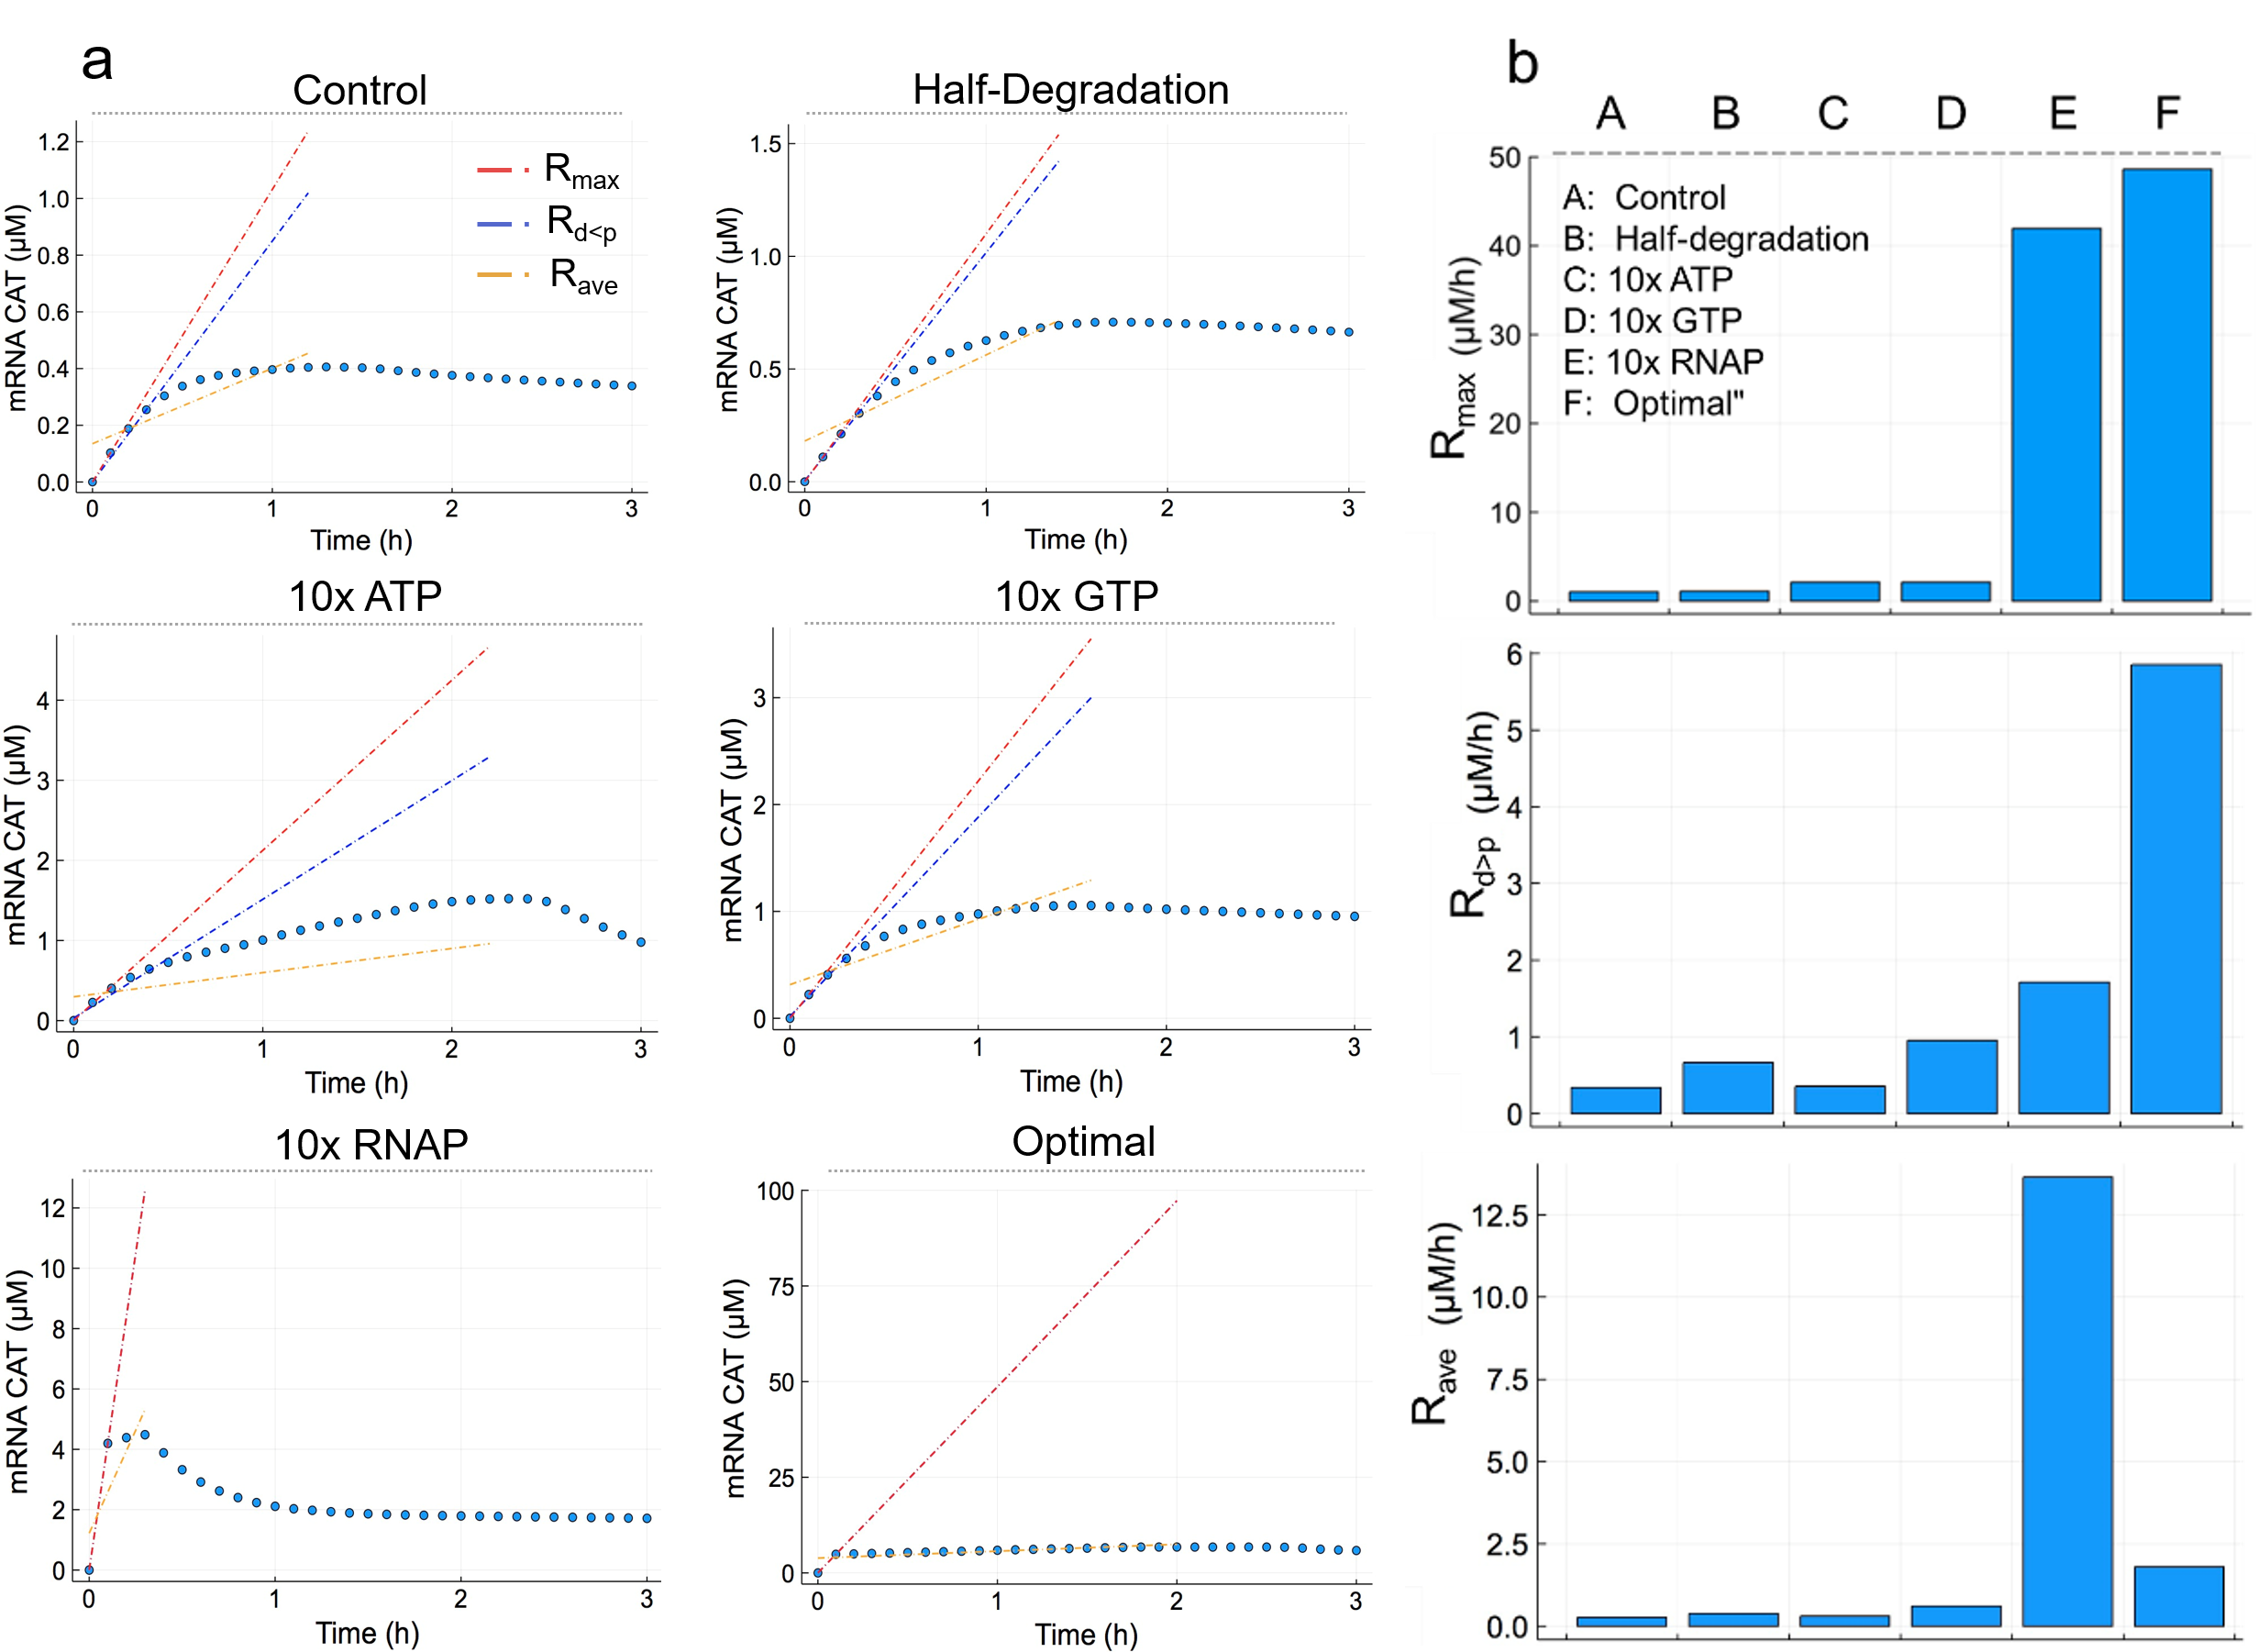 a
Control
mRNA CAT (μM)
1.2
1.0
0.8
0.6
0.4
0.2
0.0
Rmax
Rd<p
Rave
0 1 2 3
Time (h)
Half-Degradation
mRNA CAT (μM)
1.5
1.0
0.5
0.0
0 1 2 3
Time (h)
10x ATP
mRNA CAT (μM)
4
3
2
1
0
0 1 2 3
Time (h)
10x GTP
mRNA CAT (μM)
3
2
1
0
0 1 2 3
Time (h)
10x RNAP
mRNA CAT (μM)
12
10
8
6
4
2
0
0 1 2 3
Time (h)
Optimal
mRNA CAT (μM)
100
75
50
25
0
0 1 2 3
Time (h)
b
A B C D E F
Rmax (μM/h)
50
40
30
20
10
0
A: Control
B: Half-degradation
C: 10x ATP
D: 10x GTP
E: 10x RNAP
F: Optimal"
Rd>p (μM/h)
6
5
4
3
2
1
0
Rave (μM/h)
12.5
10.0
7.5
5.0
2.5
0.0